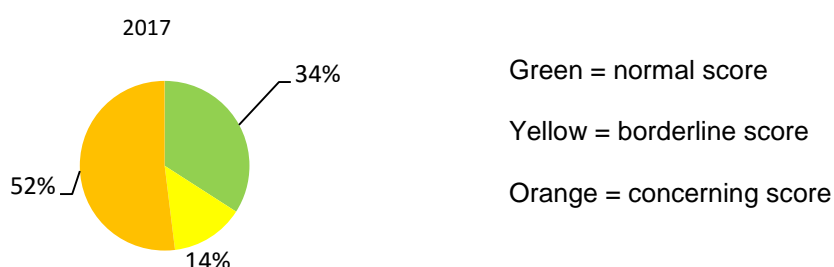 2017
34%
52%
14%
Green = normal score
Yellow = borderline score
Orange = concerning score